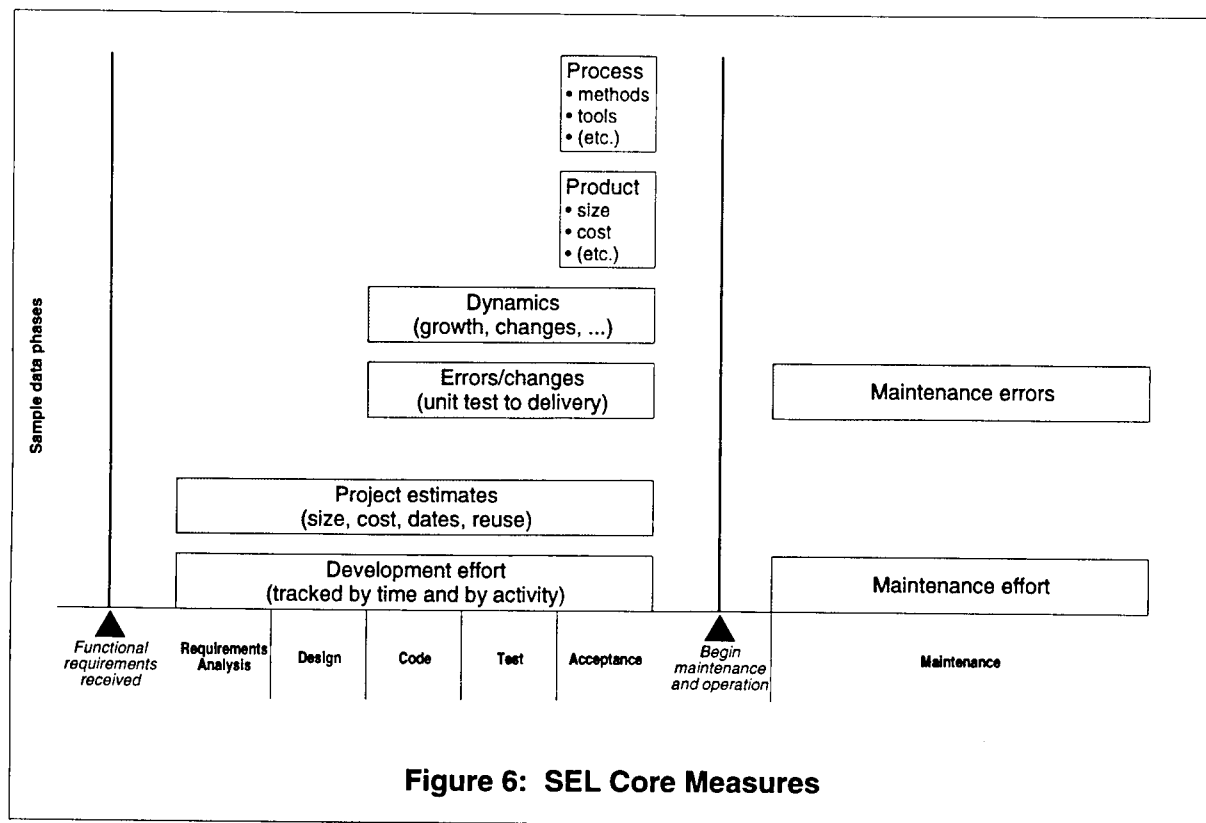 Process
• methods
• tools
• (etc.)
Product
• size
• cost
• (etc.)
Dynamics
(growth, changes, ...)
Errors/changes
(unit test to delivery)
Maintenance errors
Sample data phases
Project estimates
(size, cost, dates, reuse)
Development effort
(tracked by time and by activity)
Maintenance effort
Functional
requirements
received
Requirements
Analysis
Design
Code
Test
Acceptance
Begin
maintenance
and operation
Maintenance
Figure 6: SEL Core Measures